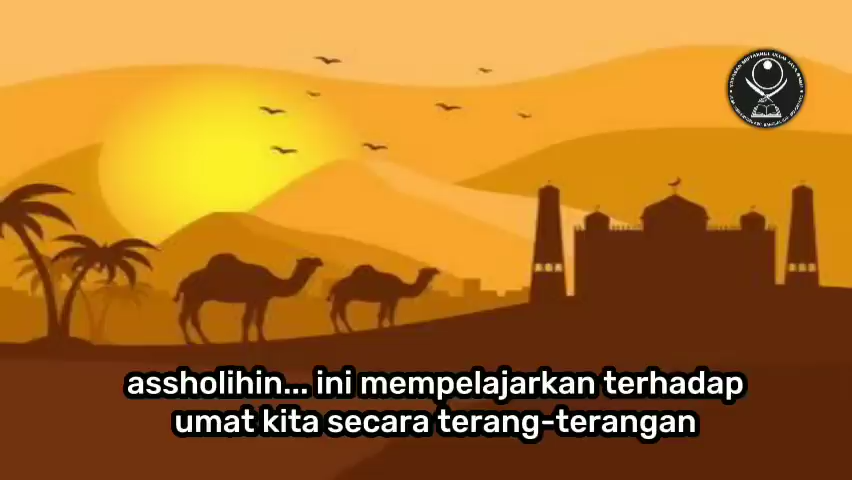 assholihin... ini mempelajarkan terhadap
umat kita secara terang-terangan